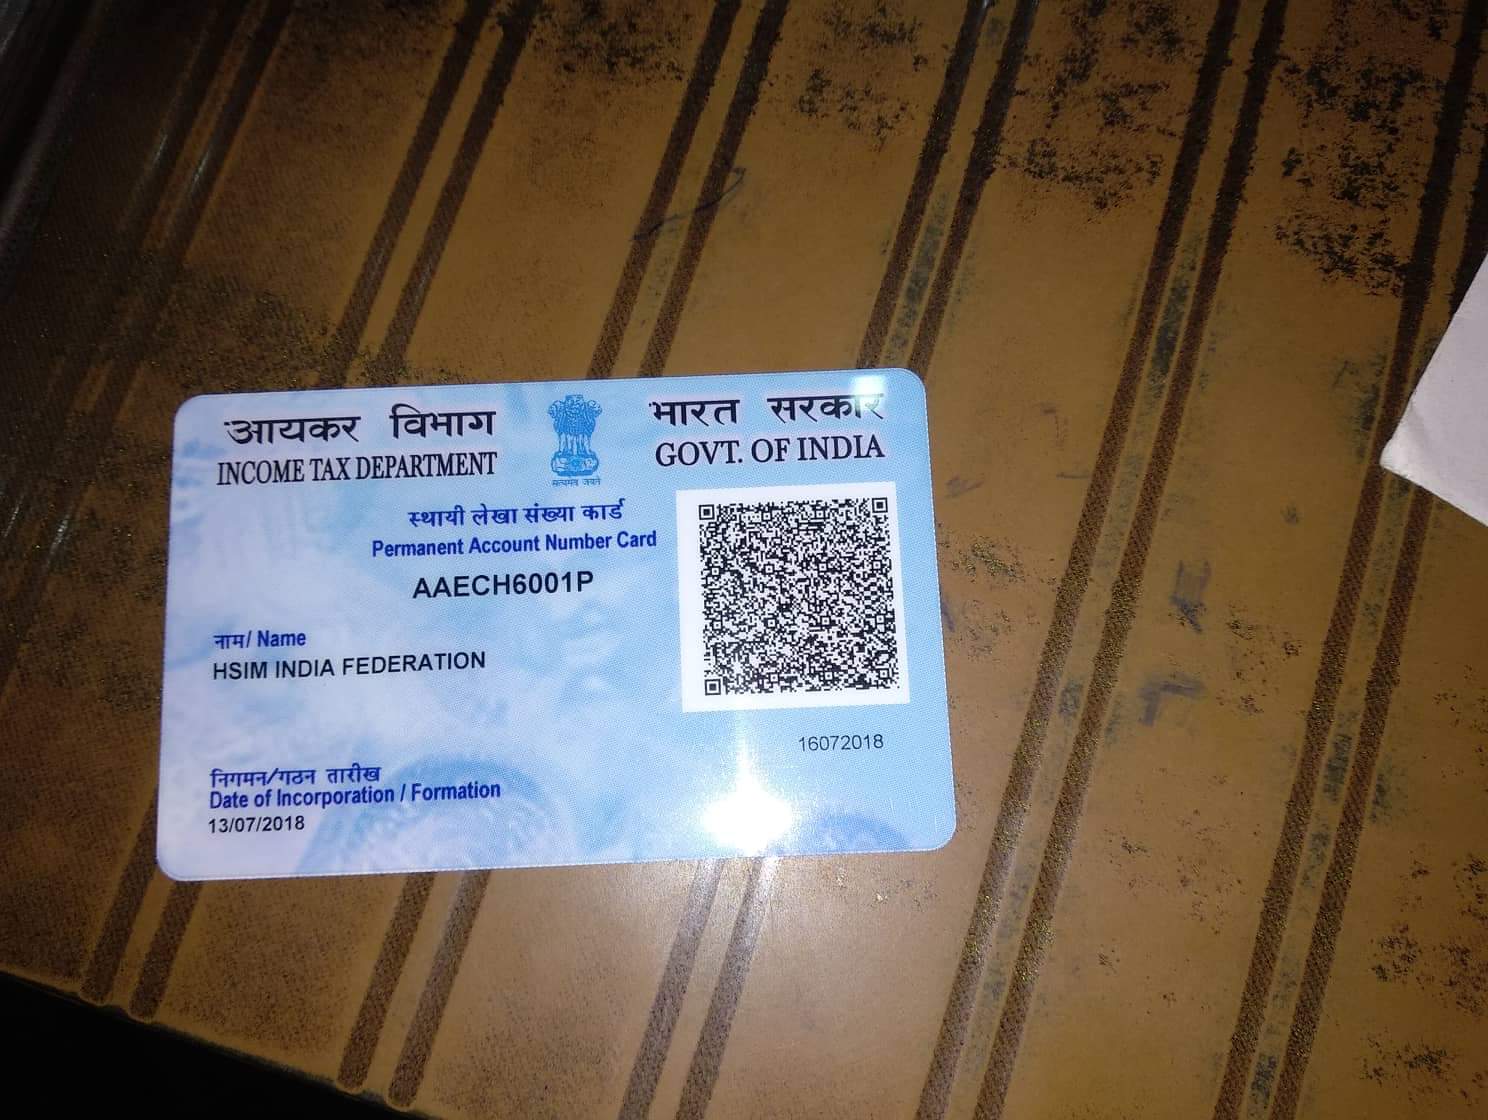 आयकर विभाग
INCOME TAX DEPARTMENT
सत्यमेव जयते
भारत सरकार
GOVT. OF INDIA
स्थायी लेखा संख्या कार्ड
Permanent Account Number Card
AAECH6001P
नाम/ Name
HSIM INDIA FEDERATION
16072018
निगमन/गठन तारीख
Date of Incorporation / Formation
13/07/2018